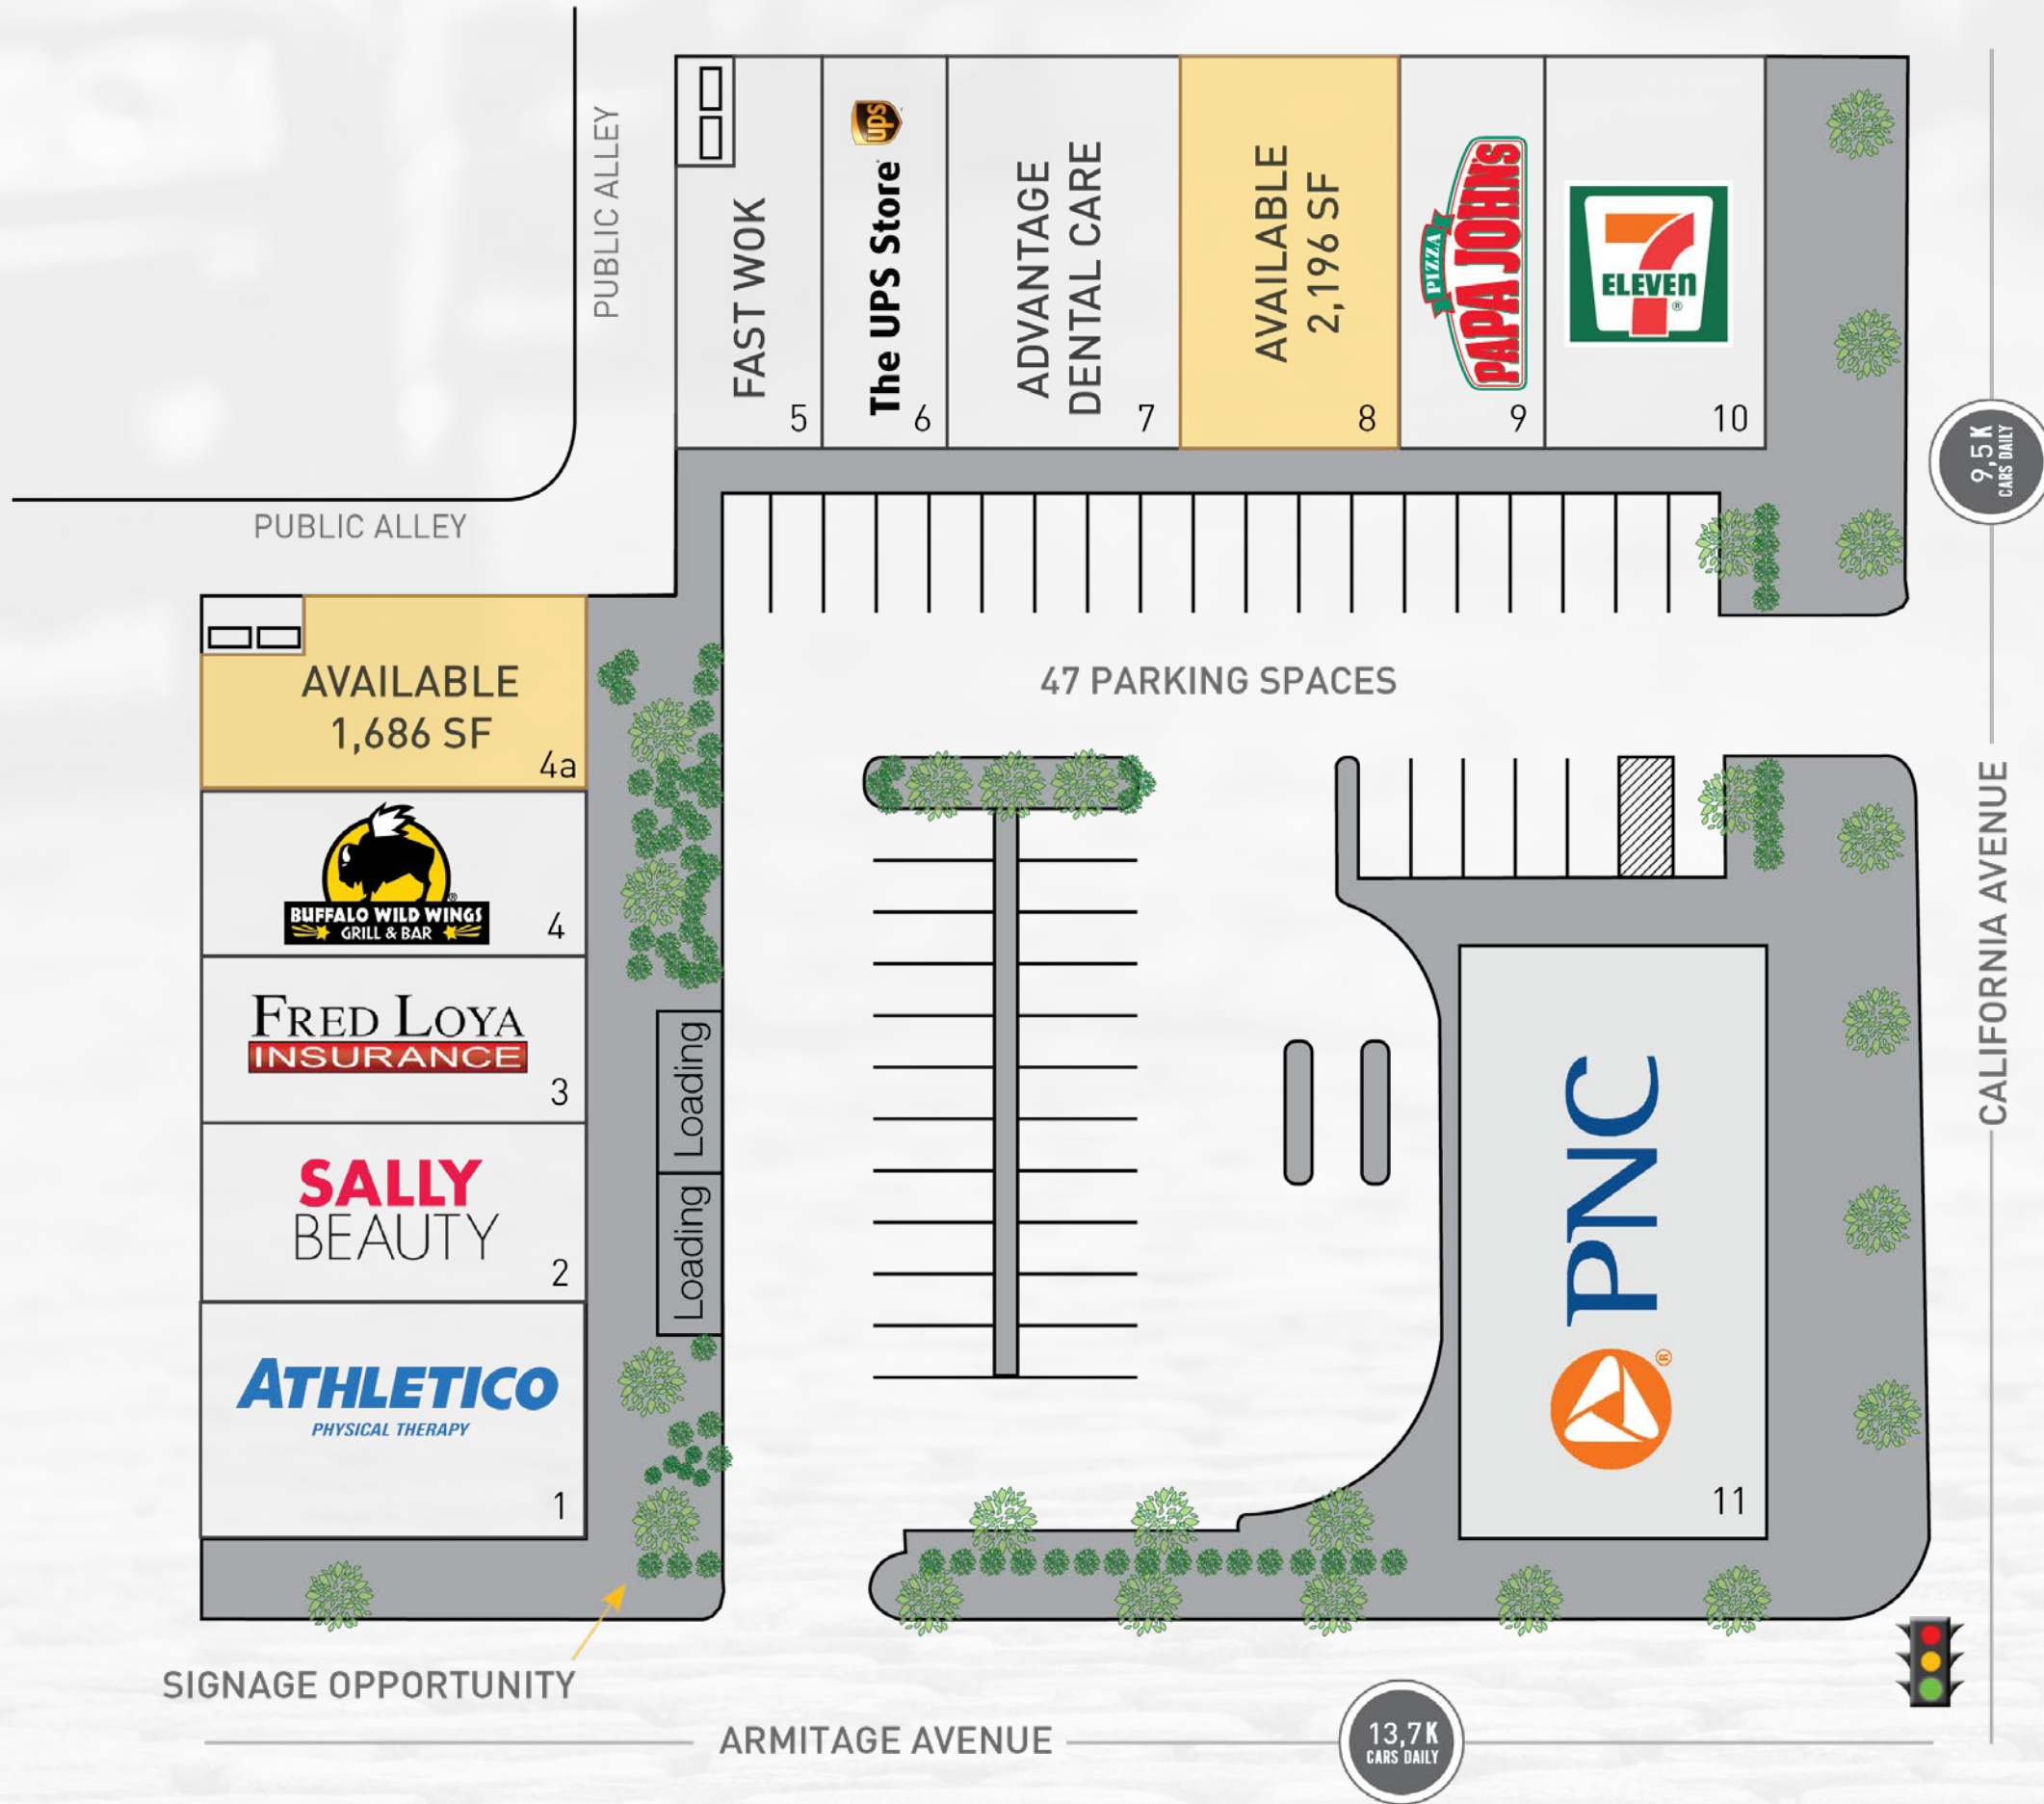 PUBLIC ALLEY
FAST WOK
5
ups
The UPS Store
6
ADVANTAGE
DENTAL CARE
7
AVAILABLE
2,196 SF
8
PIZZA
PAPA JOHN'S
9
7
ELEVEn
®
10
9,5K
CARS DAILY
PUBLIC ALLEY
47 PARKING SPACES
AVAILABLE
1,686 SF
4a
BUFFALO WILD WINGS ®
GRILL & BAR
4
FRED LOYA
INSURANCE
3
SALLY
BEAUTY
2
ATHLETICO
PHYSICAL THERAPY
1
Loading
Loading
PNC
®
11
CALIFORNIA AVENUE
SIGNAGE OPPORTUNITY
ARMITAGE AVENUE
13,7K
CARS DAILY